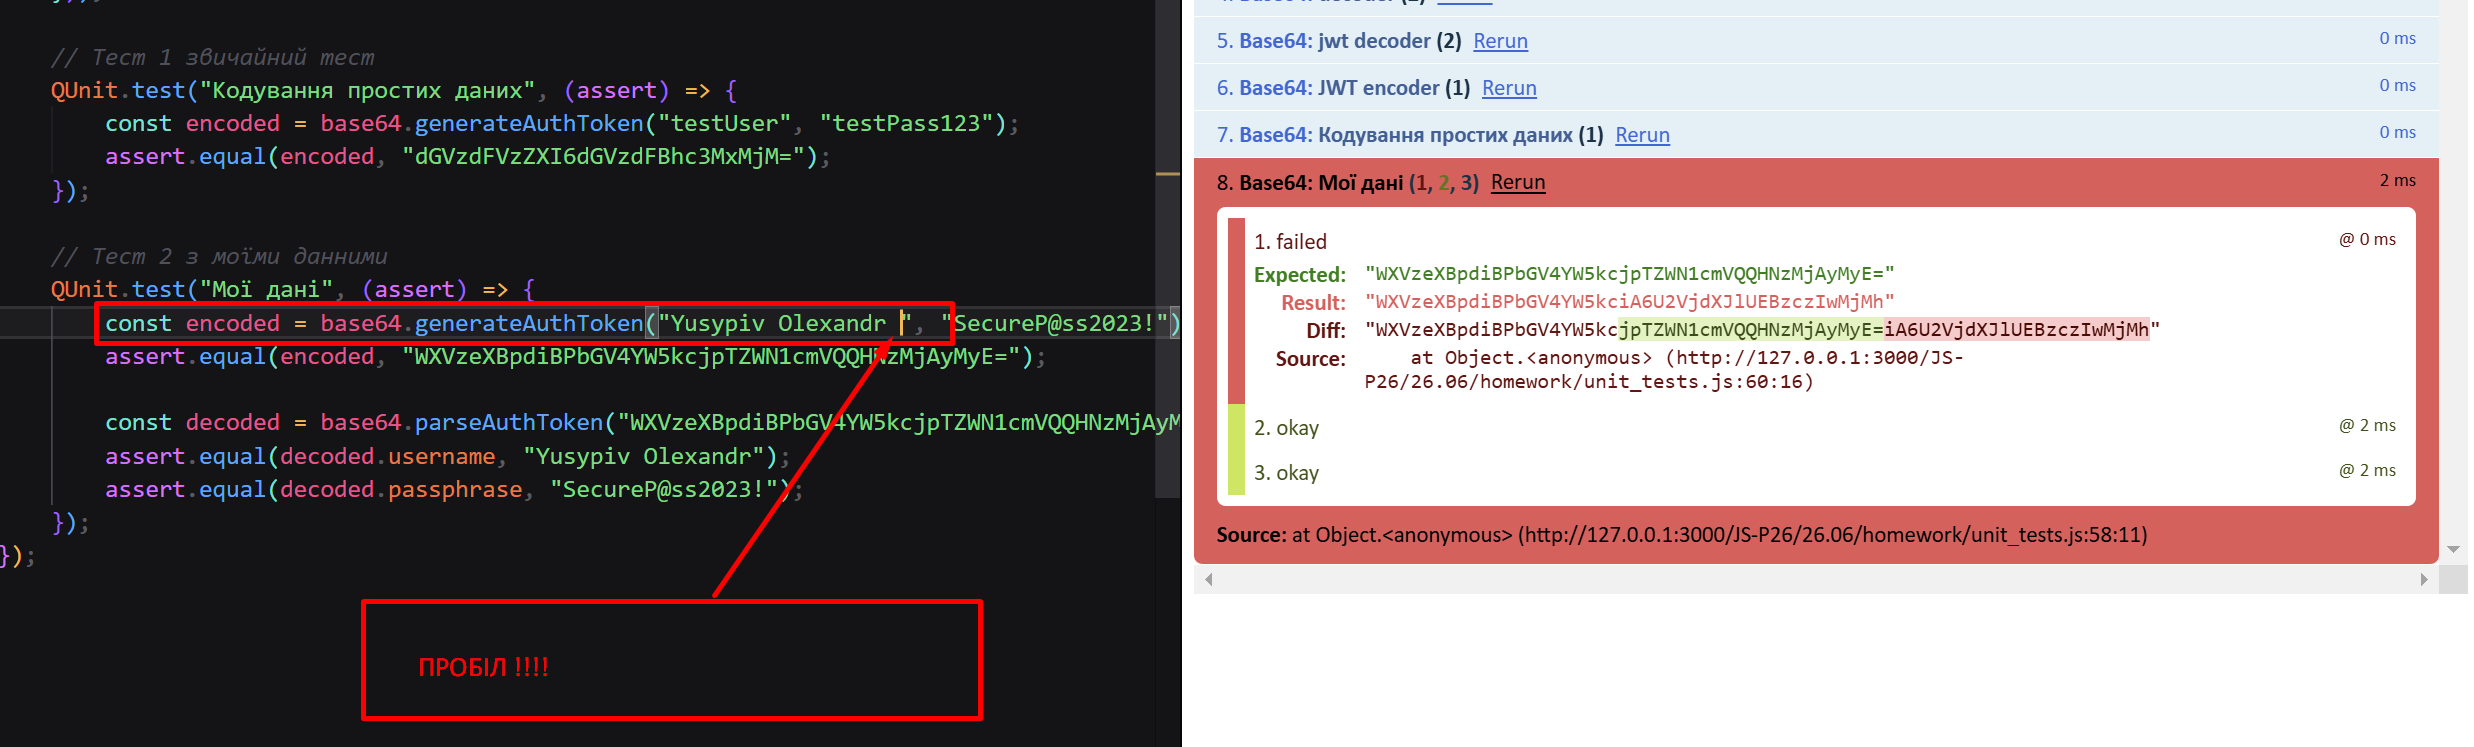 });
// Тест 1 звичайний тест
QUnit.test("Кодування простих даних", (assert) => {
const encoded = base64.generateAuthToken("testUser", "testPass123");
assert.equal(encoded, "dGVzdFVzZXI6dGVzdFBhc3MxMjM=");
});
// Тест 2 з моїми данними
QUnit.test("Мої дані", (assert) => {
const encoded = base64.generateAuthToken("Yusypiv Olexandr ", "SecureP@ss2023!")
assert.equal(encoded, "WXVzeXBpdiBPbGV4YW5kcjpTZWN1cmVQQHNzMjAyMyE=");
const decoded = base64.parseAuthToken("WXVzeXBpdiBPbGV4YW5kcjpTZWN1cmVQQHNzMjAyM
assert.equal(decoded.username, "Yusypiv Olexandr");
assert.equal(decoded.passphrase, "SecureP@ss2023!");
});
});
ПРОБІЛ !!!!
5. Base64: jwt decoder (2) Rerun 0 ms
6. Base64: JWT encoder (1) Rerun 0 ms
7. Base64: Кодування простих даних (1) Rerun 0 ms
8. Base64: Мої дані (1, 2, 3) Rerun 2 ms
1. failed @ 0 ms
Expected: "WXVzeXBpdiBPbGV4YW5kcjpTZWN1cmVQQHNzMjAyMyE="
Result: "WXVzeXBpdiBPbGV4YW5kciA6U2VjdXJlUEBzczIwMjMh"
Diff: "WXVzeXBpdiBPbGV4YW5kcjpTZWN1cmVQQHNzMjAyMyE=iA6U2VjdXJlUEBzczIwMjMh"
Source: at Object.<anonymous> (http://127.0.0.1:3000/JS-
P26/26.06/homework/unit_tests.js:60:16)
2. okay @ 2 ms
3. okay @ 2 ms
Source: at Object.<anonymous> (http://127.0.0.1:3000/JS-P26/26.06/homework/unit_tests.js:58:11)